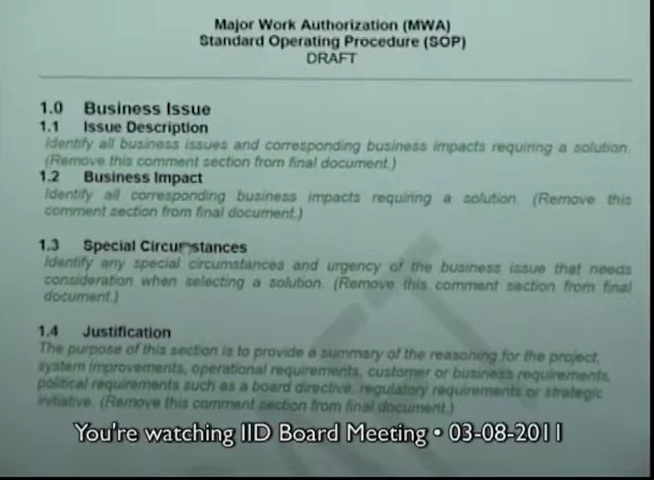 Major Work Authorization (MWA)
Standard Operating Procedure (SOP)
DRAFT
1.0 Business Issue
1.1 Issue Description
Identify all business issues and corresponding business impacts requiring a solution.
(Remove this comment section from final document.)
1.2 Business Impact
Identify all corresponding business impacts requiring a solution. (Remove this
comment section from final document.)
1.3 Special Circumstances
Identify any special circumstances and urgency of the business issue that needs
consideration when selecting a solution. (Remove this comment section from final
document.)
1.4 Justification
The purpose of this section is to provide a summary of the reasoning for the project,
system improvements, operational requirements, customer or business requirements,
political requirements such as a board directive, regulatory requirements or strategic
initiative. (Remove this comment section from final document.)
You're watching IID Board Meeting • 03-08-2011